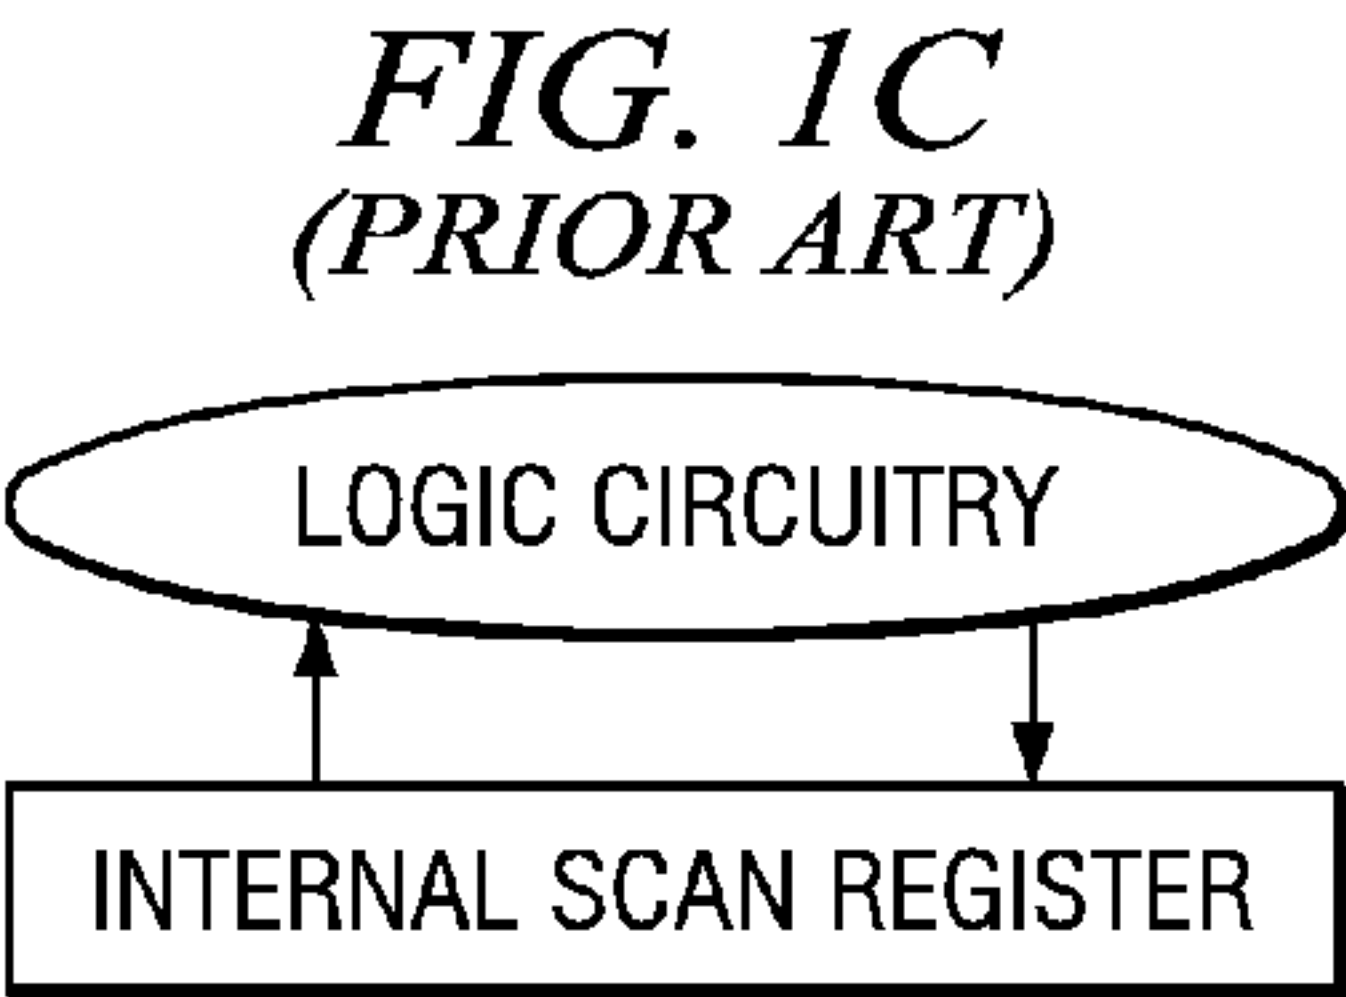 FIG. 1C
(PRIOR ART)
LOGIC CIRCUITRY
INTERNAL SCAN REGISTER